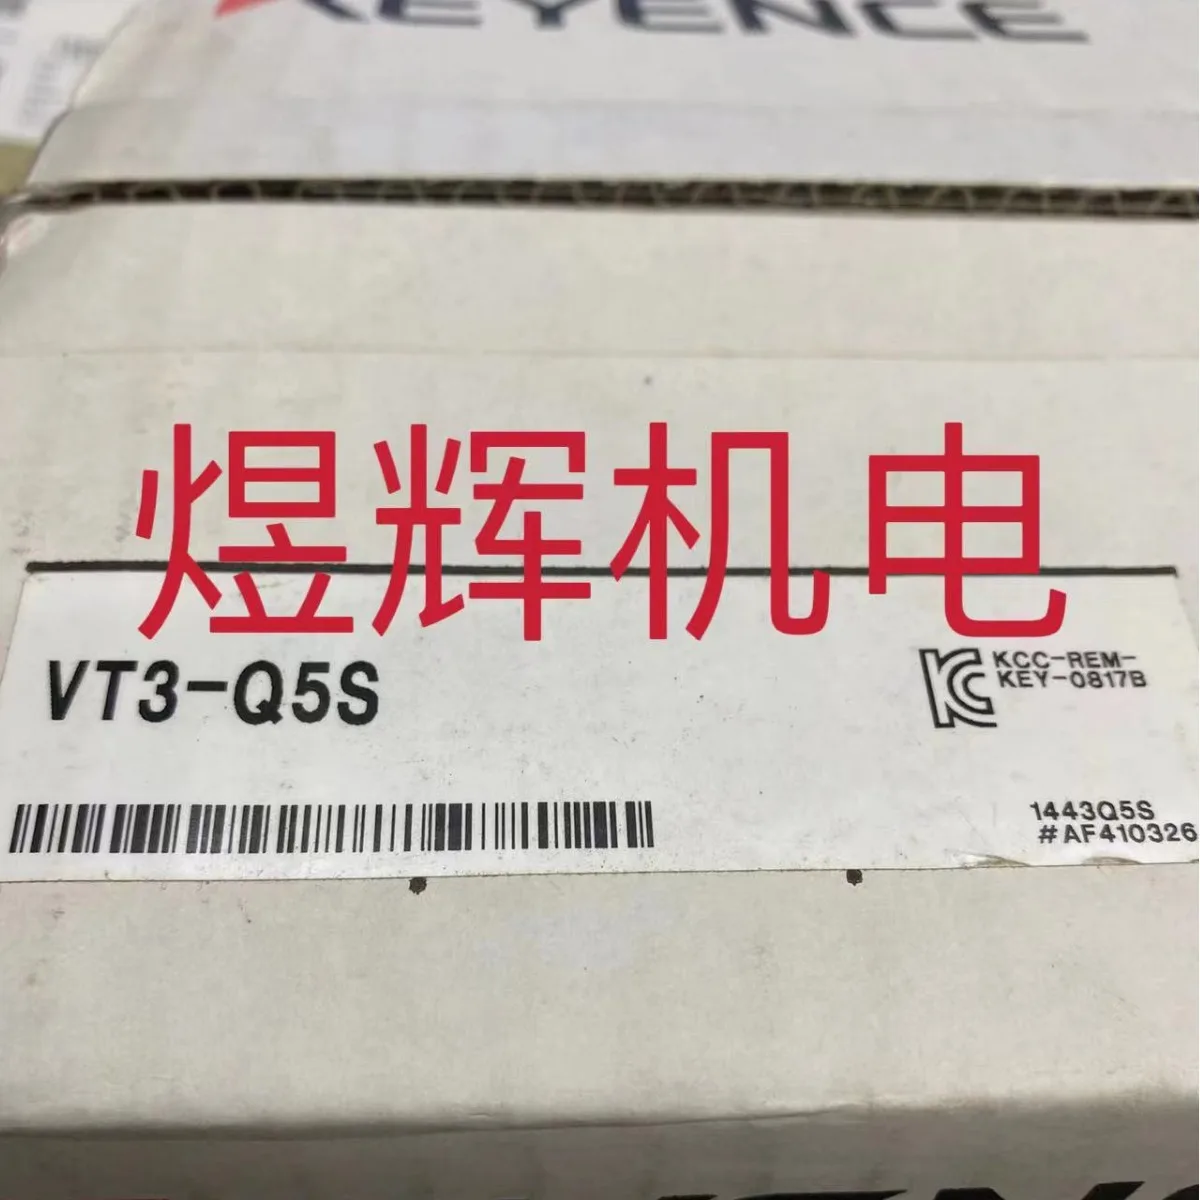 KEYENCE
煜辉机电
VT3-Q5S
KCC-REM-
KEY-0817B
1443Q5S
#AF410326